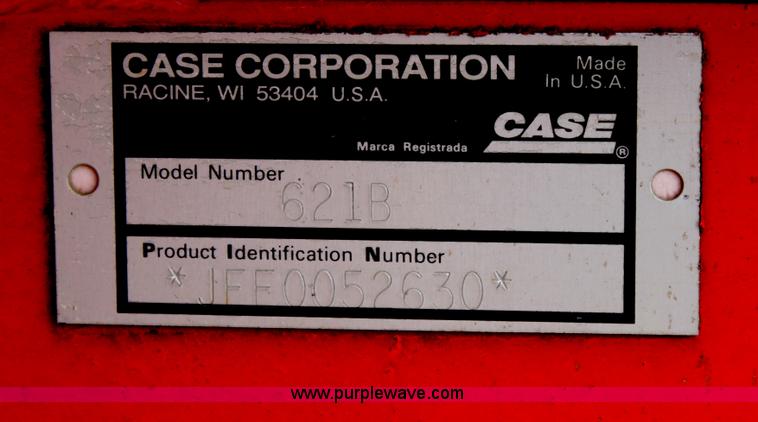 CASE CORPORATION
Made
In U.S.A.
RACINE, WI 53404 U.S.A.
CASE
Marca Registrada
®
Model Number
621B
Product Identification Number
*JEE0052630*
www.purplewave.com